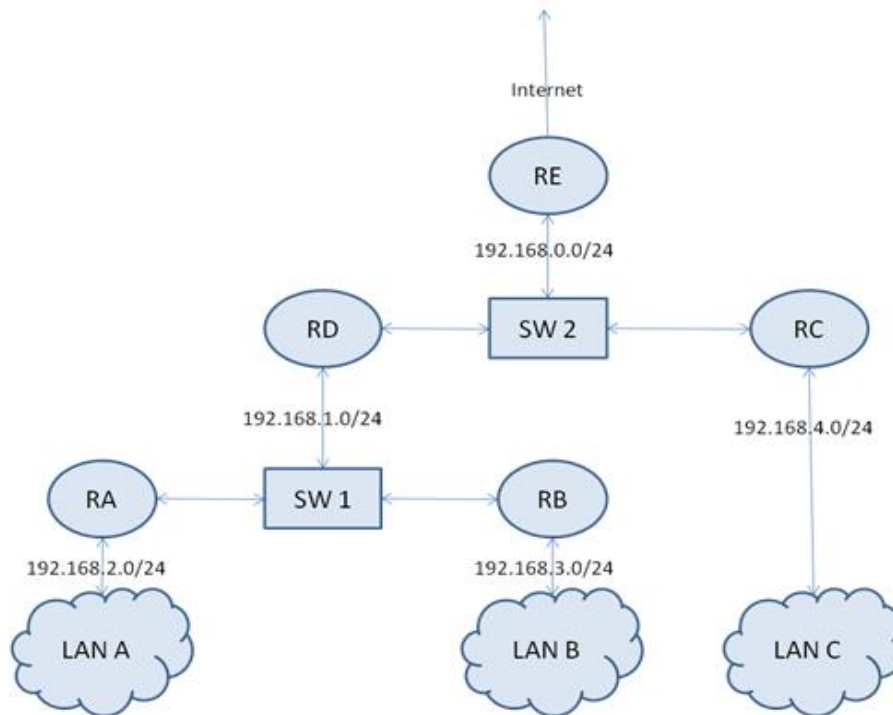 Internet
RE
192.168.0.0/24
RD
SW 2
RC
192.168.1.0/24
192.168.4.0/24
RA
SW 1
RB
192.168.2.0/24
192.168.3.0/24
LAN A
LAN B
LAN C